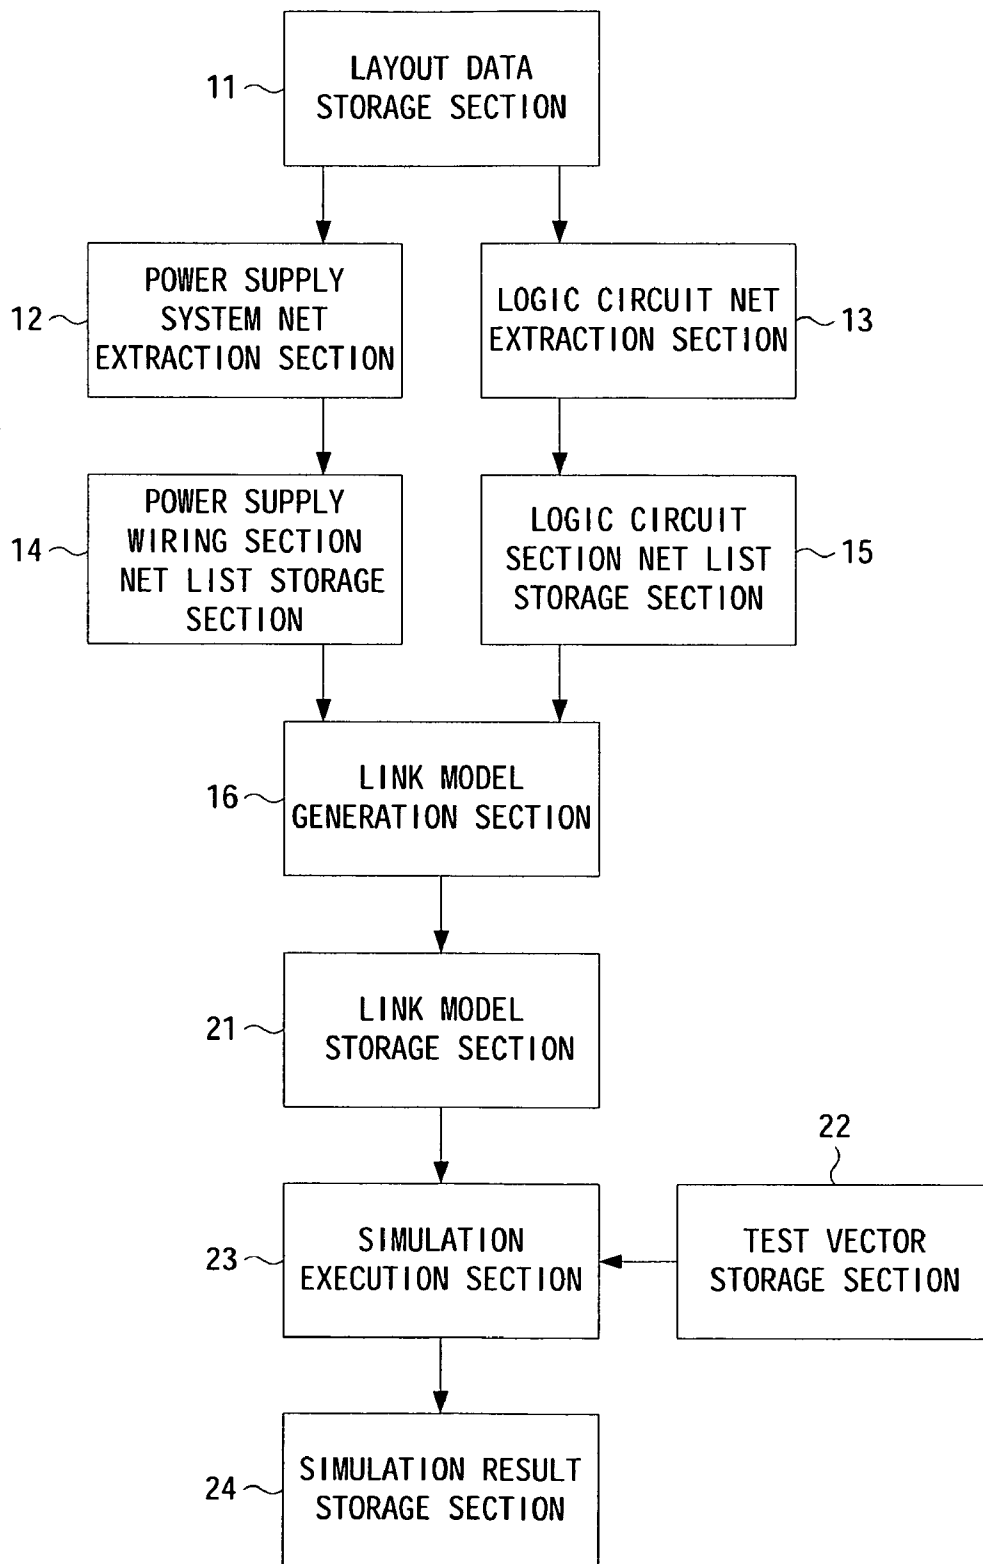 LAYOUT DATA
STORAGE SECTION
11
POWER SUPPLY
SYSTEM NET
EXTRACTION SECTION
12
LOGIC CIRCUIT NET
EXTRACTION SECTION
13
POWER SUPPLY
WIRING SECTION
NET LIST STORAGE
SECTION
14
LOGIC CIRCUIT
SECTION NET LIST
STORAGE SECTION
15
LINK MODEL
GENERATION SECTION
16
LINK MODEL
STORAGE SECTION
21
22
SIMULATION
EXECUTION SECTION
23
TEST VECTOR
STORAGE SECTION
SIMULATION RESULT
STORAGE SECTION
24